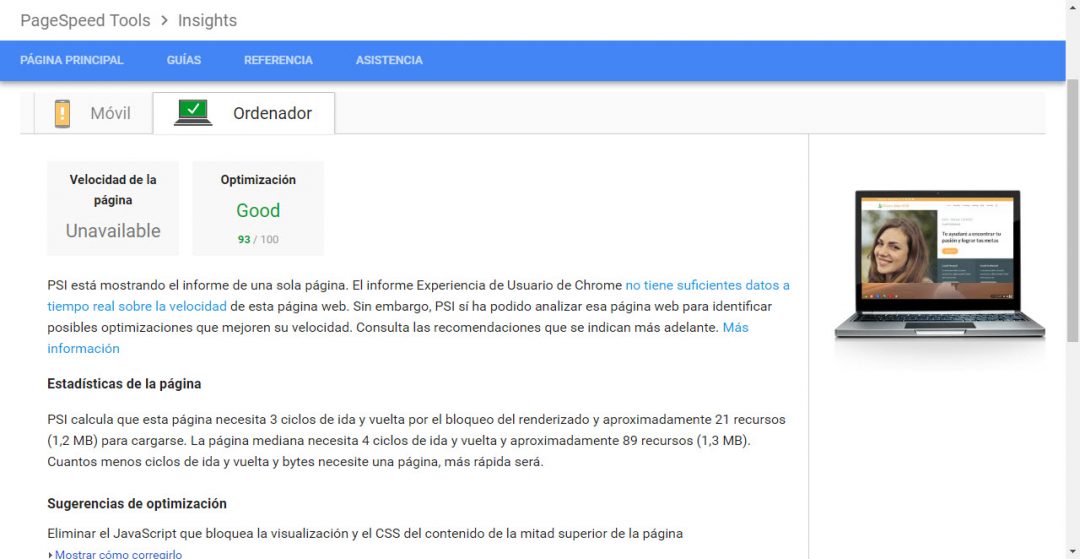 PageSpeed Tools > Insights
PÁGINA PRINCIPAL GUÍAS REFERENCIA ASISTENCIA
Móvil Ordenador
Velocidad de la
página
Unavailable
Optimización
Good
93 / 100
PSI está mostrando el informe de una sola página. El informe Experiencia de Usuario de Chrome no tiene suficientes datos a
tiempo real sobre la velocidad de esta página web. Sin embargo, PSI sí ha podido analizar esa página web para identificar
posibles optimizaciones que mejoren su velocidad. Consulta las recomendaciones que se indican más adelante. Más
información
Te ayudaré a encontrar tu
pasión y lograr tus metas
Estadísticas de la página
PSI calcula que esta página necesita 3 ciclos de ida y vuelta por el bloqueo del renderizado y aproximadamente 21 recursos
(1,2 MB) para cargarse. La página mediana necesita 4 ciclos de ida y vuelta y aproximadamente 89 recursos (1,3 MB).
Cuantos menos ciclos de ida y vuelta y bytes necesite una página, más rápida será.
Sugerencias de optimización
Eliminar el JavaScript que bloquea la visualización y el CSS del contenido de la mitad superior de la página
Mostrar cómo corregirlo